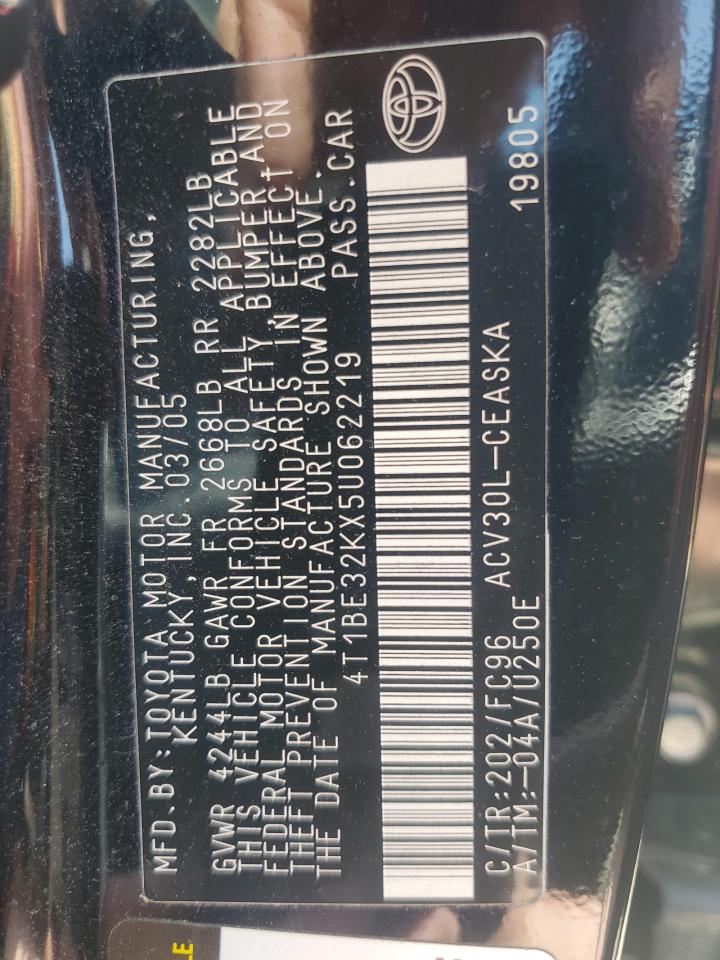 MFD.BY:TOYOTA MOTOR MANUFACTURING,
KENTUCKY, INC.03/05
GVWR 4244LB GAWR FR 2668LB RR 2282LB
THIS VEHICLE CONFORMS TO ALL APPLICABLE
FEDERAL MOTOR VEHICLE SAFETY,BUMPER,AND
THEFT PREVENTION STANDARDS IN EFFECT ON
THE DATE OF MANUFACTURE SHOWN ABOVE.
4T1BE32KX5U062219 PASS.CAR
C/TR:202/FC96 ACV30L-CEASKA 19805
A/TM:-04A/U250E
LE